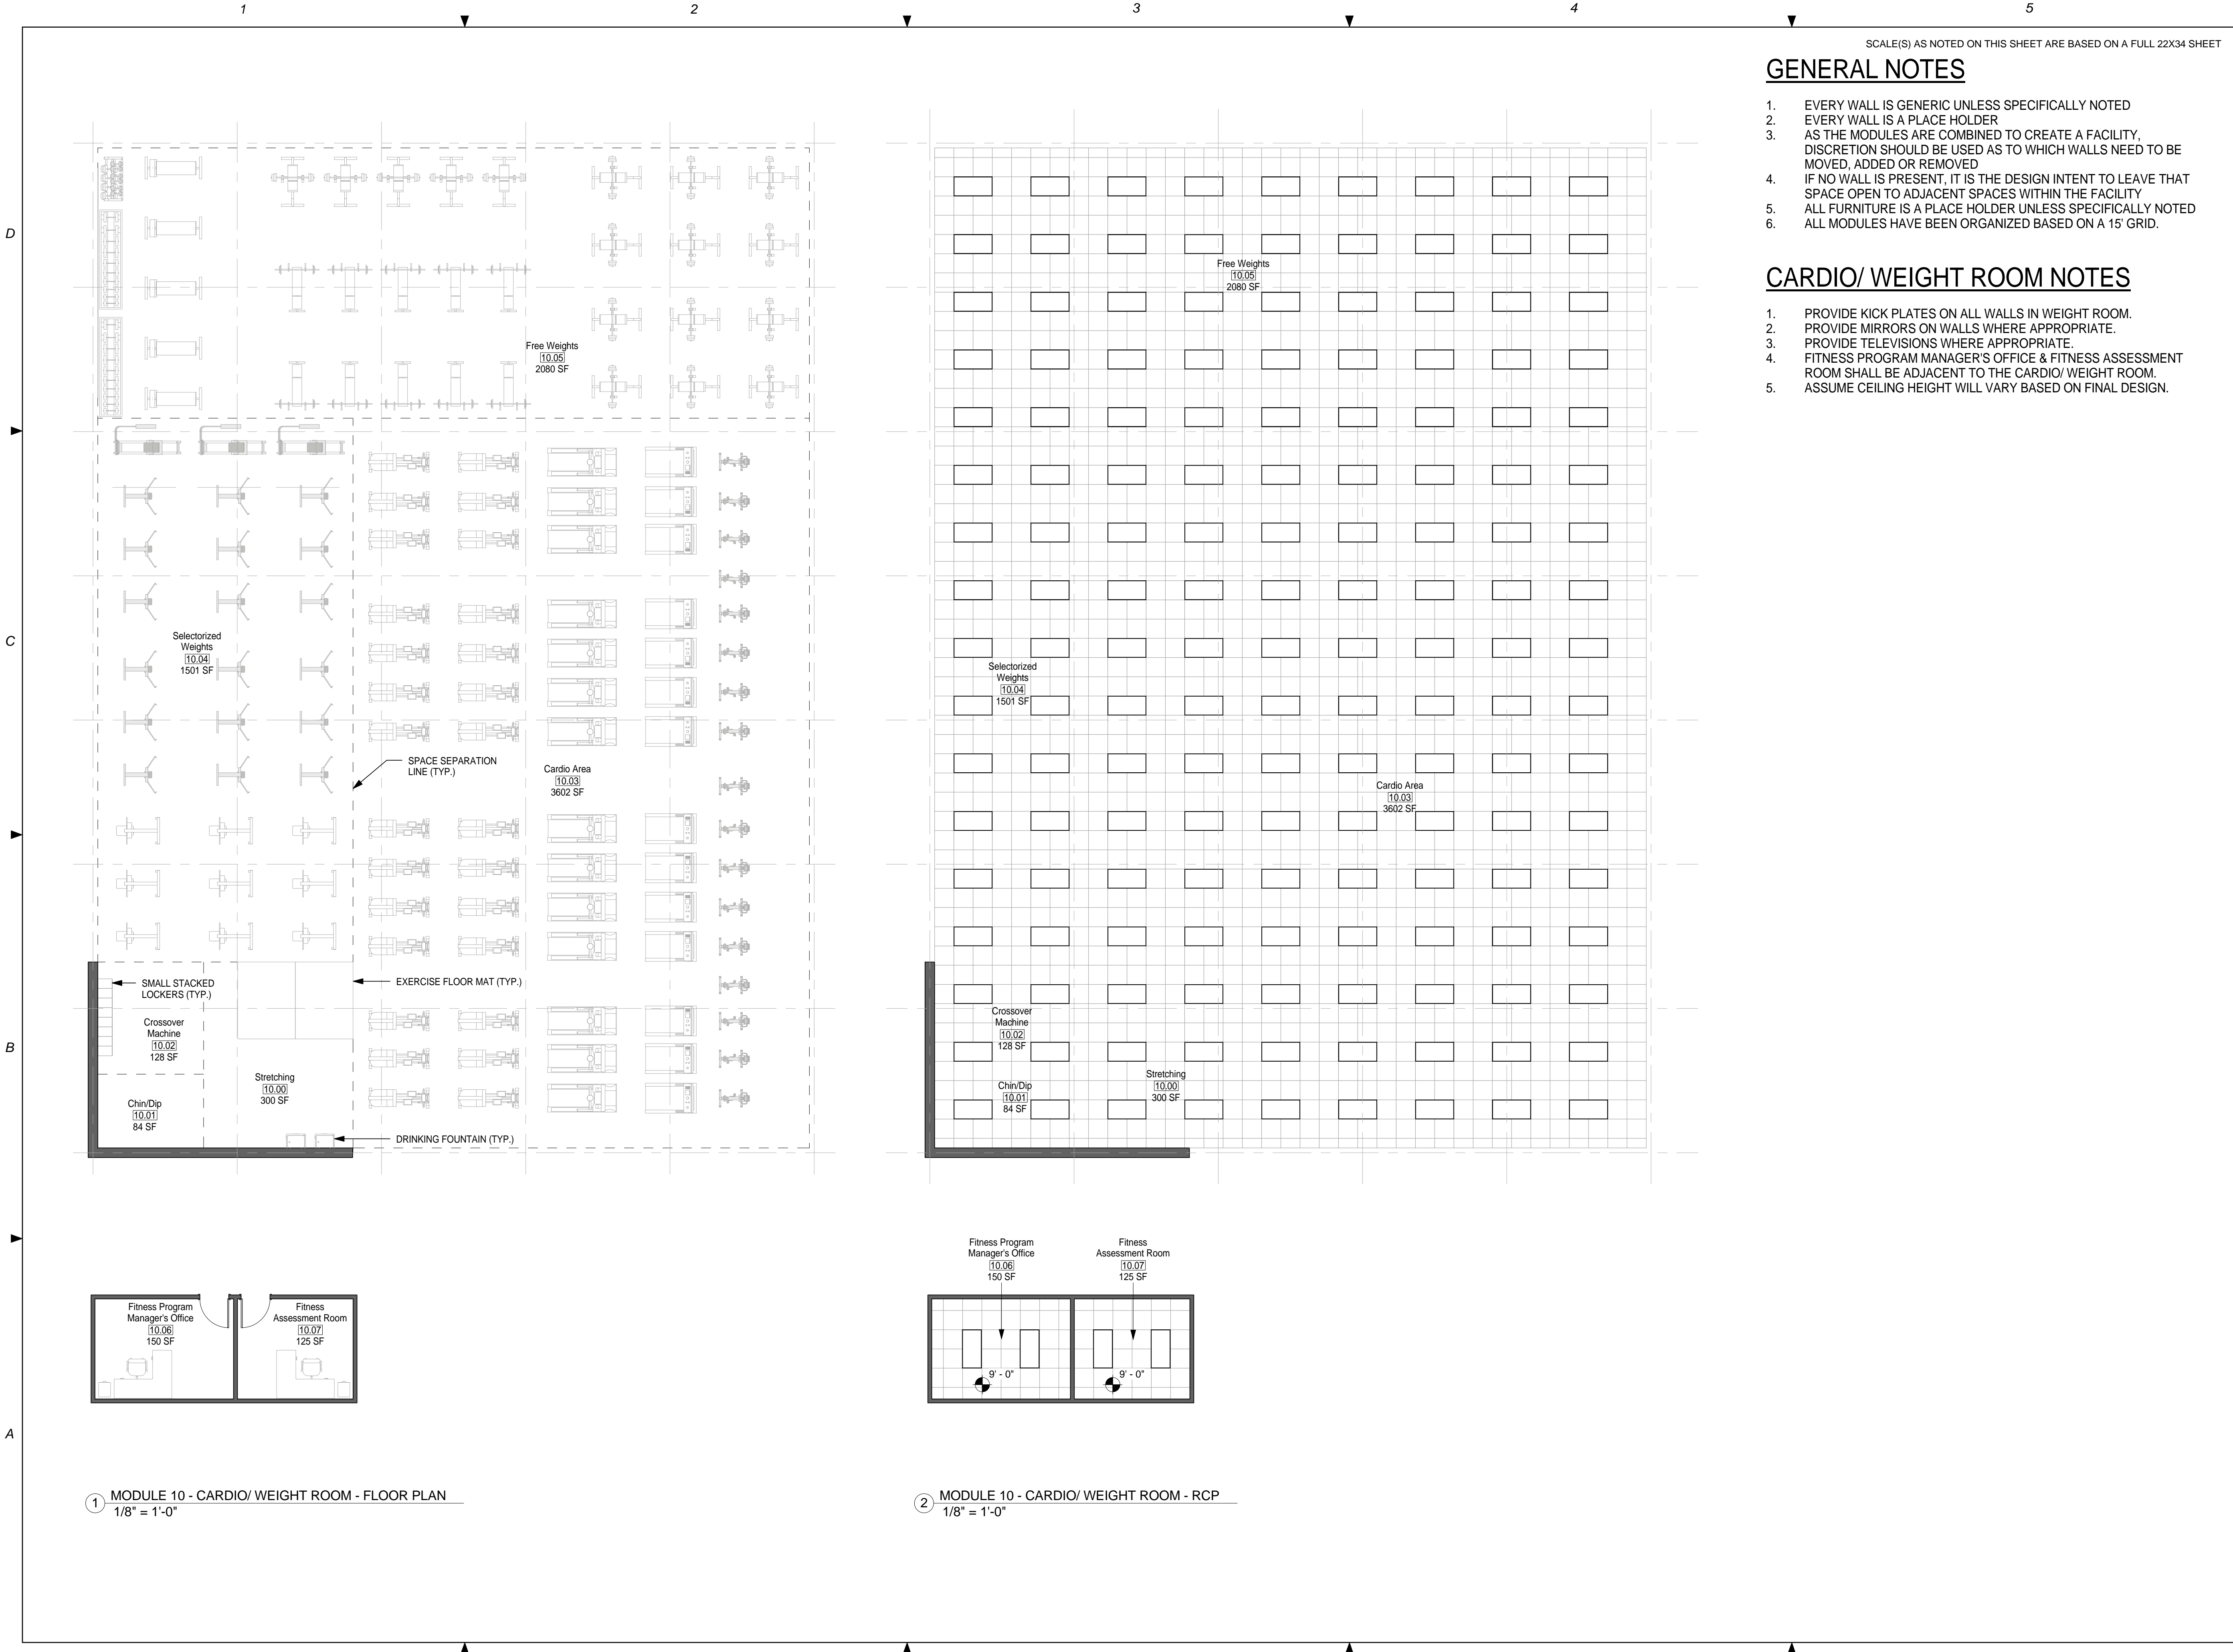 1 2 3 4 5
SCALE(S) AS NOTED ON THIS SHEET ARE BASED ON A FULL 22X34 SHEET
GENERAL NOTES
1. EVERY WALL IS GENERIC UNLESS SPECIFICALLY NOTED
2. EVERY WALL IS A PLACE HOLDER
3. AS THE MODULES ARE COMBINED TO CREATE A FACILITY,
DISCRETION SHOULD BE USED AS TO WHICH WALLS NEED TO BE
MOVED, ADDED OR REMOVED
4. IF NO WALL IS PRESENT, IT IS THE DESIGN INTENT TO LEAVE THAT
SPACE OPEN TO ADJACENT SPACES WITHIN THE FACILITY
5. ALL FURNITURE IS A PLACE HOLDER UNLESS SPECIFICALLY NOTED
6. ALL MODULES HAVE BEEN ORGANIZED BASED ON A 15' GRID.
CARDIO/ WEIGHT ROOM NOTES
1. PROVIDE KICK PLATES ON ALL WALLS IN WEIGHT ROOM.
2. PROVIDE MIRRORS ON WALLS WHERE APPROPRIATE.
3. PROVIDE TELEVISIONS WHERE APPROPRIATE.
4. FITNESS PROGRAM MANAGER'S OFFICE & FITNESS ASSESSMENT
ROOM SHALL BE ADJACENT TO THE CARDIO/ WEIGHT ROOM.
5. ASSUME CEILING HEIGHT WILL VARY BASED ON FINAL DESIGN.
D
C
B
A
Free Weights
10.05
2080 SF
Selectorized
Weights
10.04
1501 SF
SPACE SEPARATION
LINE (TYP.)
Cardio Area
10.03
3602 SF
SMALL STACKED
LOCKERS (TYP.)
EXERCISE FLOOR MAT (TYP.)
Crossover
Machine
10.02
128 SF
Stretching
10.00
300 SF
Chin/Dip
10.01
84 SF
DRINKING FOUNTAIN (TYP.)
Fitness Program
Manager's Office
10.06
150 SF
Fitness
Assessment Room
10.07
125 SF
1 MODULE 10 - CARDIO/ WEIGHT ROOM - FLOOR PLAN
1/8" = 1'-0"
Free Weights
10.05
2080 SF
Selectorized
Weights
10.04
1501 SF
Cardio Area
10.03
3602 SF
Crossover
Machine
10.02
128 SF
Stretching
10.00
300 SF
Chin/Dip
10.01
84 SF
Fitness Program
Manager's Office
10.06
150 SF
Fitness
Assessment Room
10.07
125 SF
9' - 0"
9' - 0"
2 MODULE 10 - CARDIO/ WEIGHT ROOM - RCP
1/8" = 1'-0"